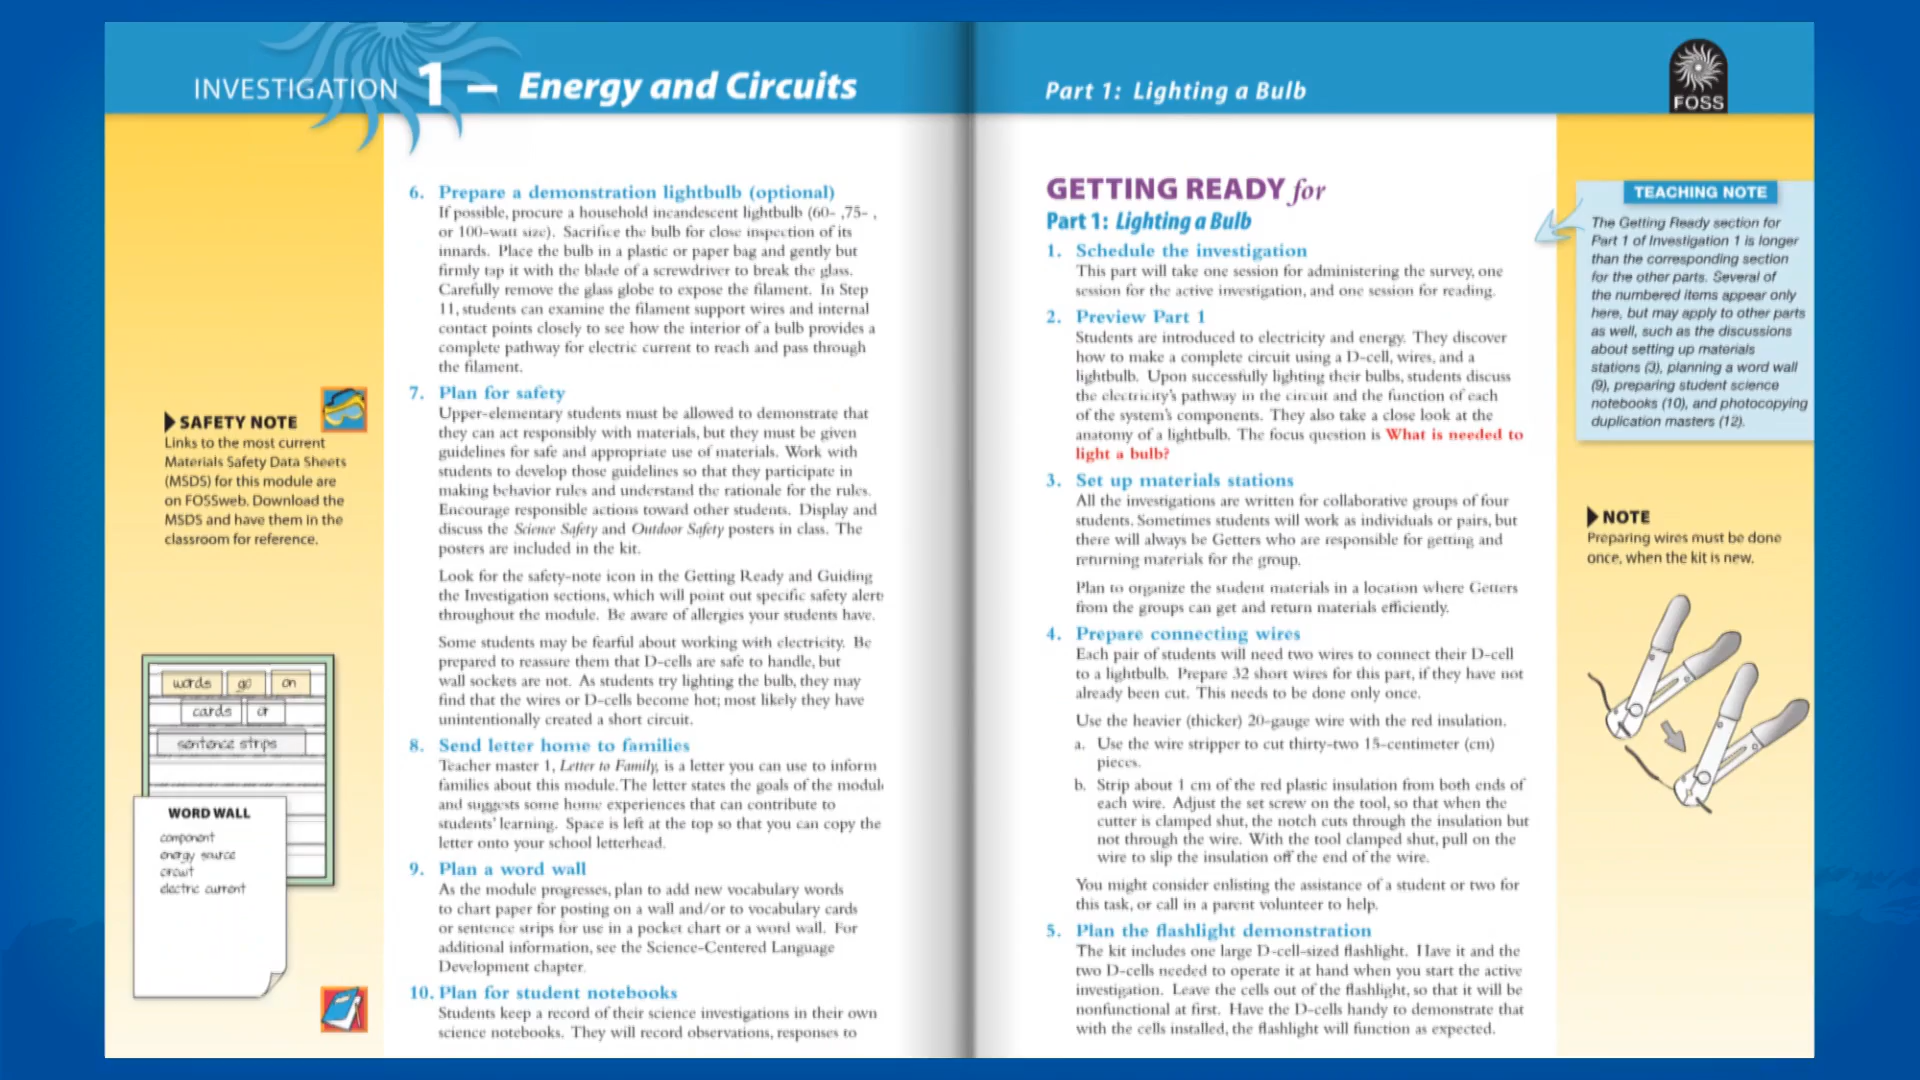 INVESTIGATION 1 – Energy and Circuits
6. Prepare a demonstration lightbulb (optional)
If possible, procure a household incandescent lightbulb (60- ,75- ,
or 100-watt size). Sacrifice the bulb for close inspection of its
innards. Place the bulb in a plastic or paper bag and gently but
firmly tap it with the blade of a screwdriver to break the glass.
Carefully remove the glass globe to expose the filament. In Step
11, students can examine the filament support wires and internal
contact points closely to see how the interior of a bulb provides a
complete pathway for electric current to reach and pass through
the filament.
7. Plan for safety
Upper-elementary students must be allowed to demonstrate that
they can act responsibly with materials, but they must be given
guidelines for safe and appropriate use of materials. Work with
students to develop those guidelines so that they participate in
making behavior rules and understand the rationale for the rules.
Encourage responsible actions toward other students. Display and
discuss the Science Safety and Outdoor Safety posters in class. The
posters are included in the kit.
Look for the safety-note icon in the Getting Ready and Guiding
the Investigation sections, which will point out specific safety alert
throughout the module. Be aware of allergies your students have.
Some students may be fearful about working with electricity. Be
prepared to reassure them that D-cells are safe to handle, but
wall sockets are not. As students try lighting the bulb, they may
find that the wires or D-cells become hot; most likely they have
unintentionally created a short circuit.
8. Send letter home to families
Teacher master 1, Letter to Family, is a letter you can use to inform
families about this module. The letter states the goals of the modul
and suggests some home experiences that can contribute to
students' learning. Space is left at the top so that you can copy the
letter onto your school letterhead.
9. Plan a word wall
As the module progresses, plan to add new vocabulary words
to chart paper for posting on a wall and/or to vocabulary cards
or sentence strips for use in a pocket chart or a word wall. For
additional information, see the Science-Centered Language
Development chapter.
10. Plan for student notebooks
Students keep a record of their science investigations in their own
science notebooks. They will record observations, responses to
SAFETY NOTE
Links to the most current
Materials Safety Data Sheets
(MSDS) for this module are
on FOSSweb. Download the
MSDS and have them in the
classroom for reference.
words go on
cards or
sentence strips
WORD WALL
component
energy source
circuit
electric current
Part 1: Lighting a Bulb
FOSS
GETTING READY for
Part 1: Lighting a Bulb
1. Schedule the investigation
This part will take one session for administering the survey, one
session for the active investigation, and one session for reading.
2. Preview Part 1
Students are introduced to electricity and energy. They discover
how to make a complete circuit using a D-cell, wires, and a
lightbulb. Upon successfully lighting their bulbs, students discuss
the electricity's pathway in the circuit and the function of each
of the system's components. They also take a close look at the
anatomy of a lightbulb. The focus question is What is needed to
light a bulb?
3. Set up materials stations
All the investigations are written for collaborative groups of four
students. Sometimes students will work as individuals or pairs, but
there will always be Getters who are responsible for getting and
returning materials for the group.
Plan to organize the student materials in a location where Getters
from the groups can get and return materials efficiently.
4. Prepare connecting wires
Each pair of students will need two wires to connect their D-cell
to a lightbulb. Prepare 32 short wires for this part, if they have not
already been cut. This needs to be done only once.
Use the heavier (thicker) 20-gauge wire with the red insulation.
a. Use the wire stripper to cut thirty-two 15-centimeter (cm)
pieces.
b. Strip about 1 cm of the red plastic insulation from both ends of
each wire. Adjust the set screw on the tool, so that when the
cutter is clamped shut, the notch cuts through the insulation but
not through the wire. With the tool clamped shut, pull on the
wire to slip the insulation off the end of the wire.
You might consider enlisting the assistance of a student or two for
this task, or call in a parent volunteer to help.
5. Plan the flashlight demonstration
The kit includes one large D-cell-sized flashlight. Have it and the
two D-cells needed to operate it at hand when you start the active
investigation. Leave the cells out of the flashlight, so that it will be
nonfunctional at first. Have the D-cells handy to demonstrate that
with the cells installed, the flashlight will function as expected.
TEACHING NOTE
The Getting Ready section for
Part 1 of Investigation 1 is longer
than the corresponding section
for the other parts. Several of
the numbered items appear only
here, but may apply to other parts
as well, such as the discussions
about setting up materials
stations (3), planning a word wall
(9), preparing student science
notebooks (10), and photocopying
duplication masters (12).
NOTE
Preparing wires must be done
once, when the kit is new.